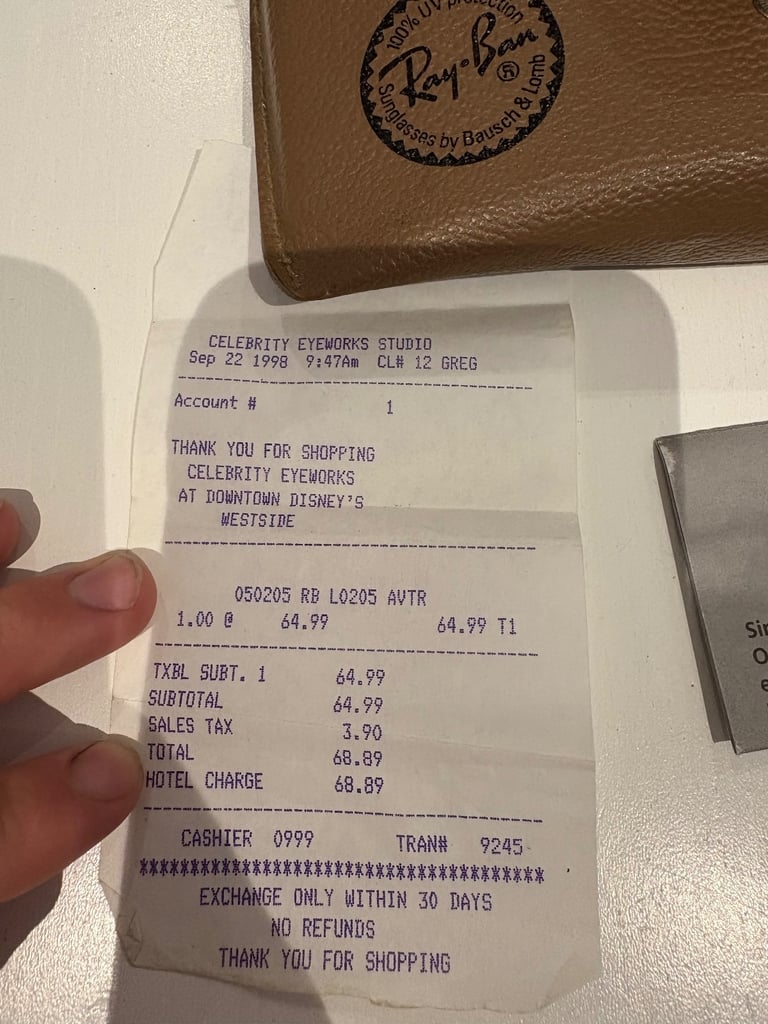 100% UV protection
Ray-Ban
®
Sunglasses by Bausch & Lomb
CELEBRITY EYEWORKS STUDIO
Sep 22 1998 9:47Am CL# 12 GREG
Account # 1
THANK YOU FOR SHOPPING
CELEBRITY EYEWORKS
AT DOWNTOWN DISNEY'S
WESTSIDE
050205 RB L0205 AVTR
1.00 @ 64.99 64.99 T1
TXBL SUBT. 1 64.99
SUBTOTAL 64.99
SALES TAX 3.90
TOTAL 68.89
HOTEL CHARGE 68.89
CASHIER 0999 TRAN# 9245
****************************************
EXCHANGE ONLY WITHIN 30 DAYS
NO REFUNDS
THANK YOU FOR SHOPPING